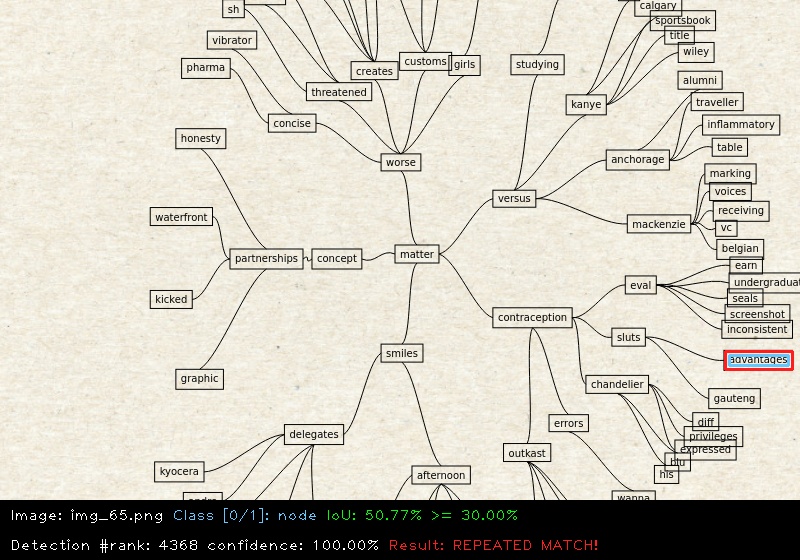 calgary
sh
sportsbook
title
vibrator
wiley
customs
girls
studying
pharma
creates
alumni
threatened
kanye
traveller
concise
inflammatory
honesty
table
worse
anchorage
marking
voices
versus
receiving
waterfront
mackenzie
vc
belgian
partnerships
concept
matter
earn
eval
seals
kicked
screenshot
contraception
inconsistent
sluts
smiles
advantages
graphic
chandelier
gauteng
errors
diff
delegates
privileges
expressed
outkast
blu
kyocera
afternoon
his
Image: img_65.png Class [0/1]: node IoU: 50.77% >= 30.00%
Detection #rank: 4368 confidence: 100.00% Result: REPEATED MATCH!